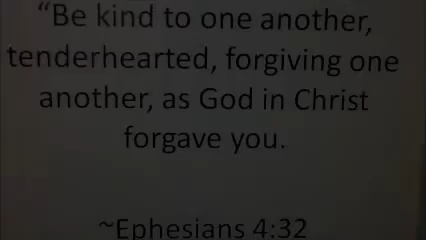 “Be kind to one another,
tenderhearted, forgiving one
another, as God in Christ
forgave you.
~Ephesians 4:32